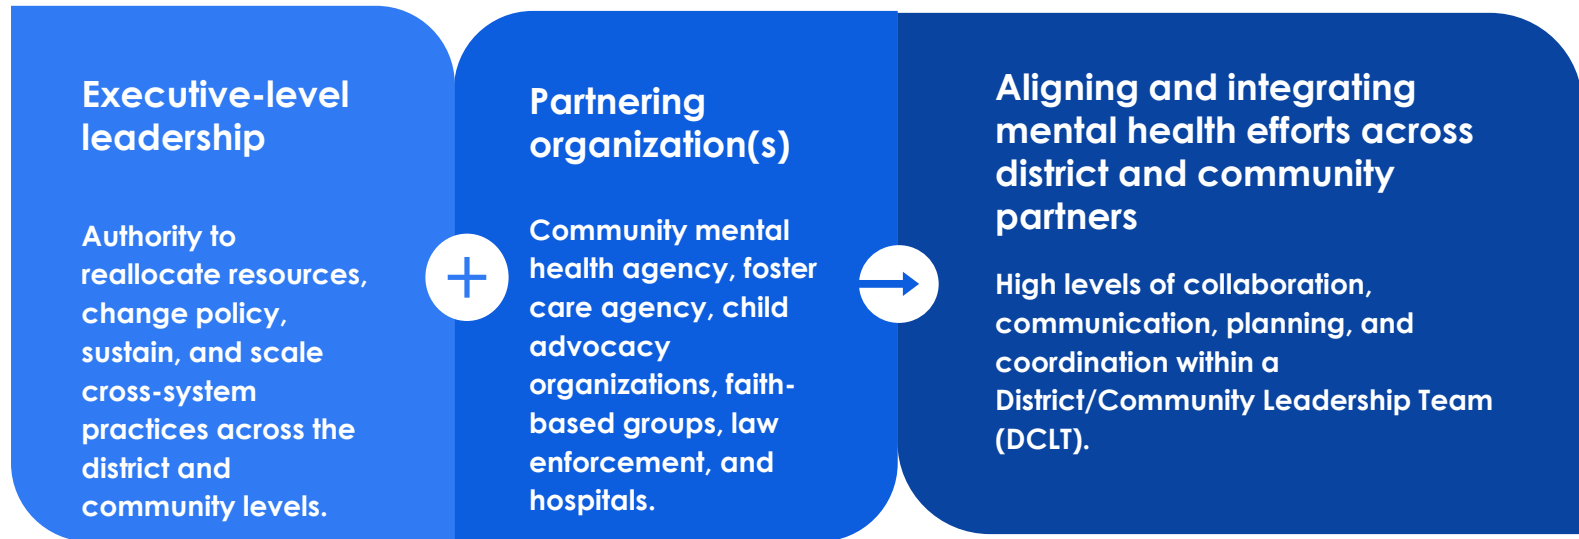 Executive-level
leadership
Authority to
reallocate resources,
change policy,
sustain, and scale
cross-system
practices across the
district and
community levels.
+
Partnering
organization(s)
Community mental
health agency, foster
care agency, child
advocacy
organizations, faith-
based groups, law
enforcement, and
hospitals.
Aligning and integrating
mental health efforts across
district and community
partners
High levels of collaboration,
communication, planning, and
coordination within a
District/Community Leadership Team
(DCLT).